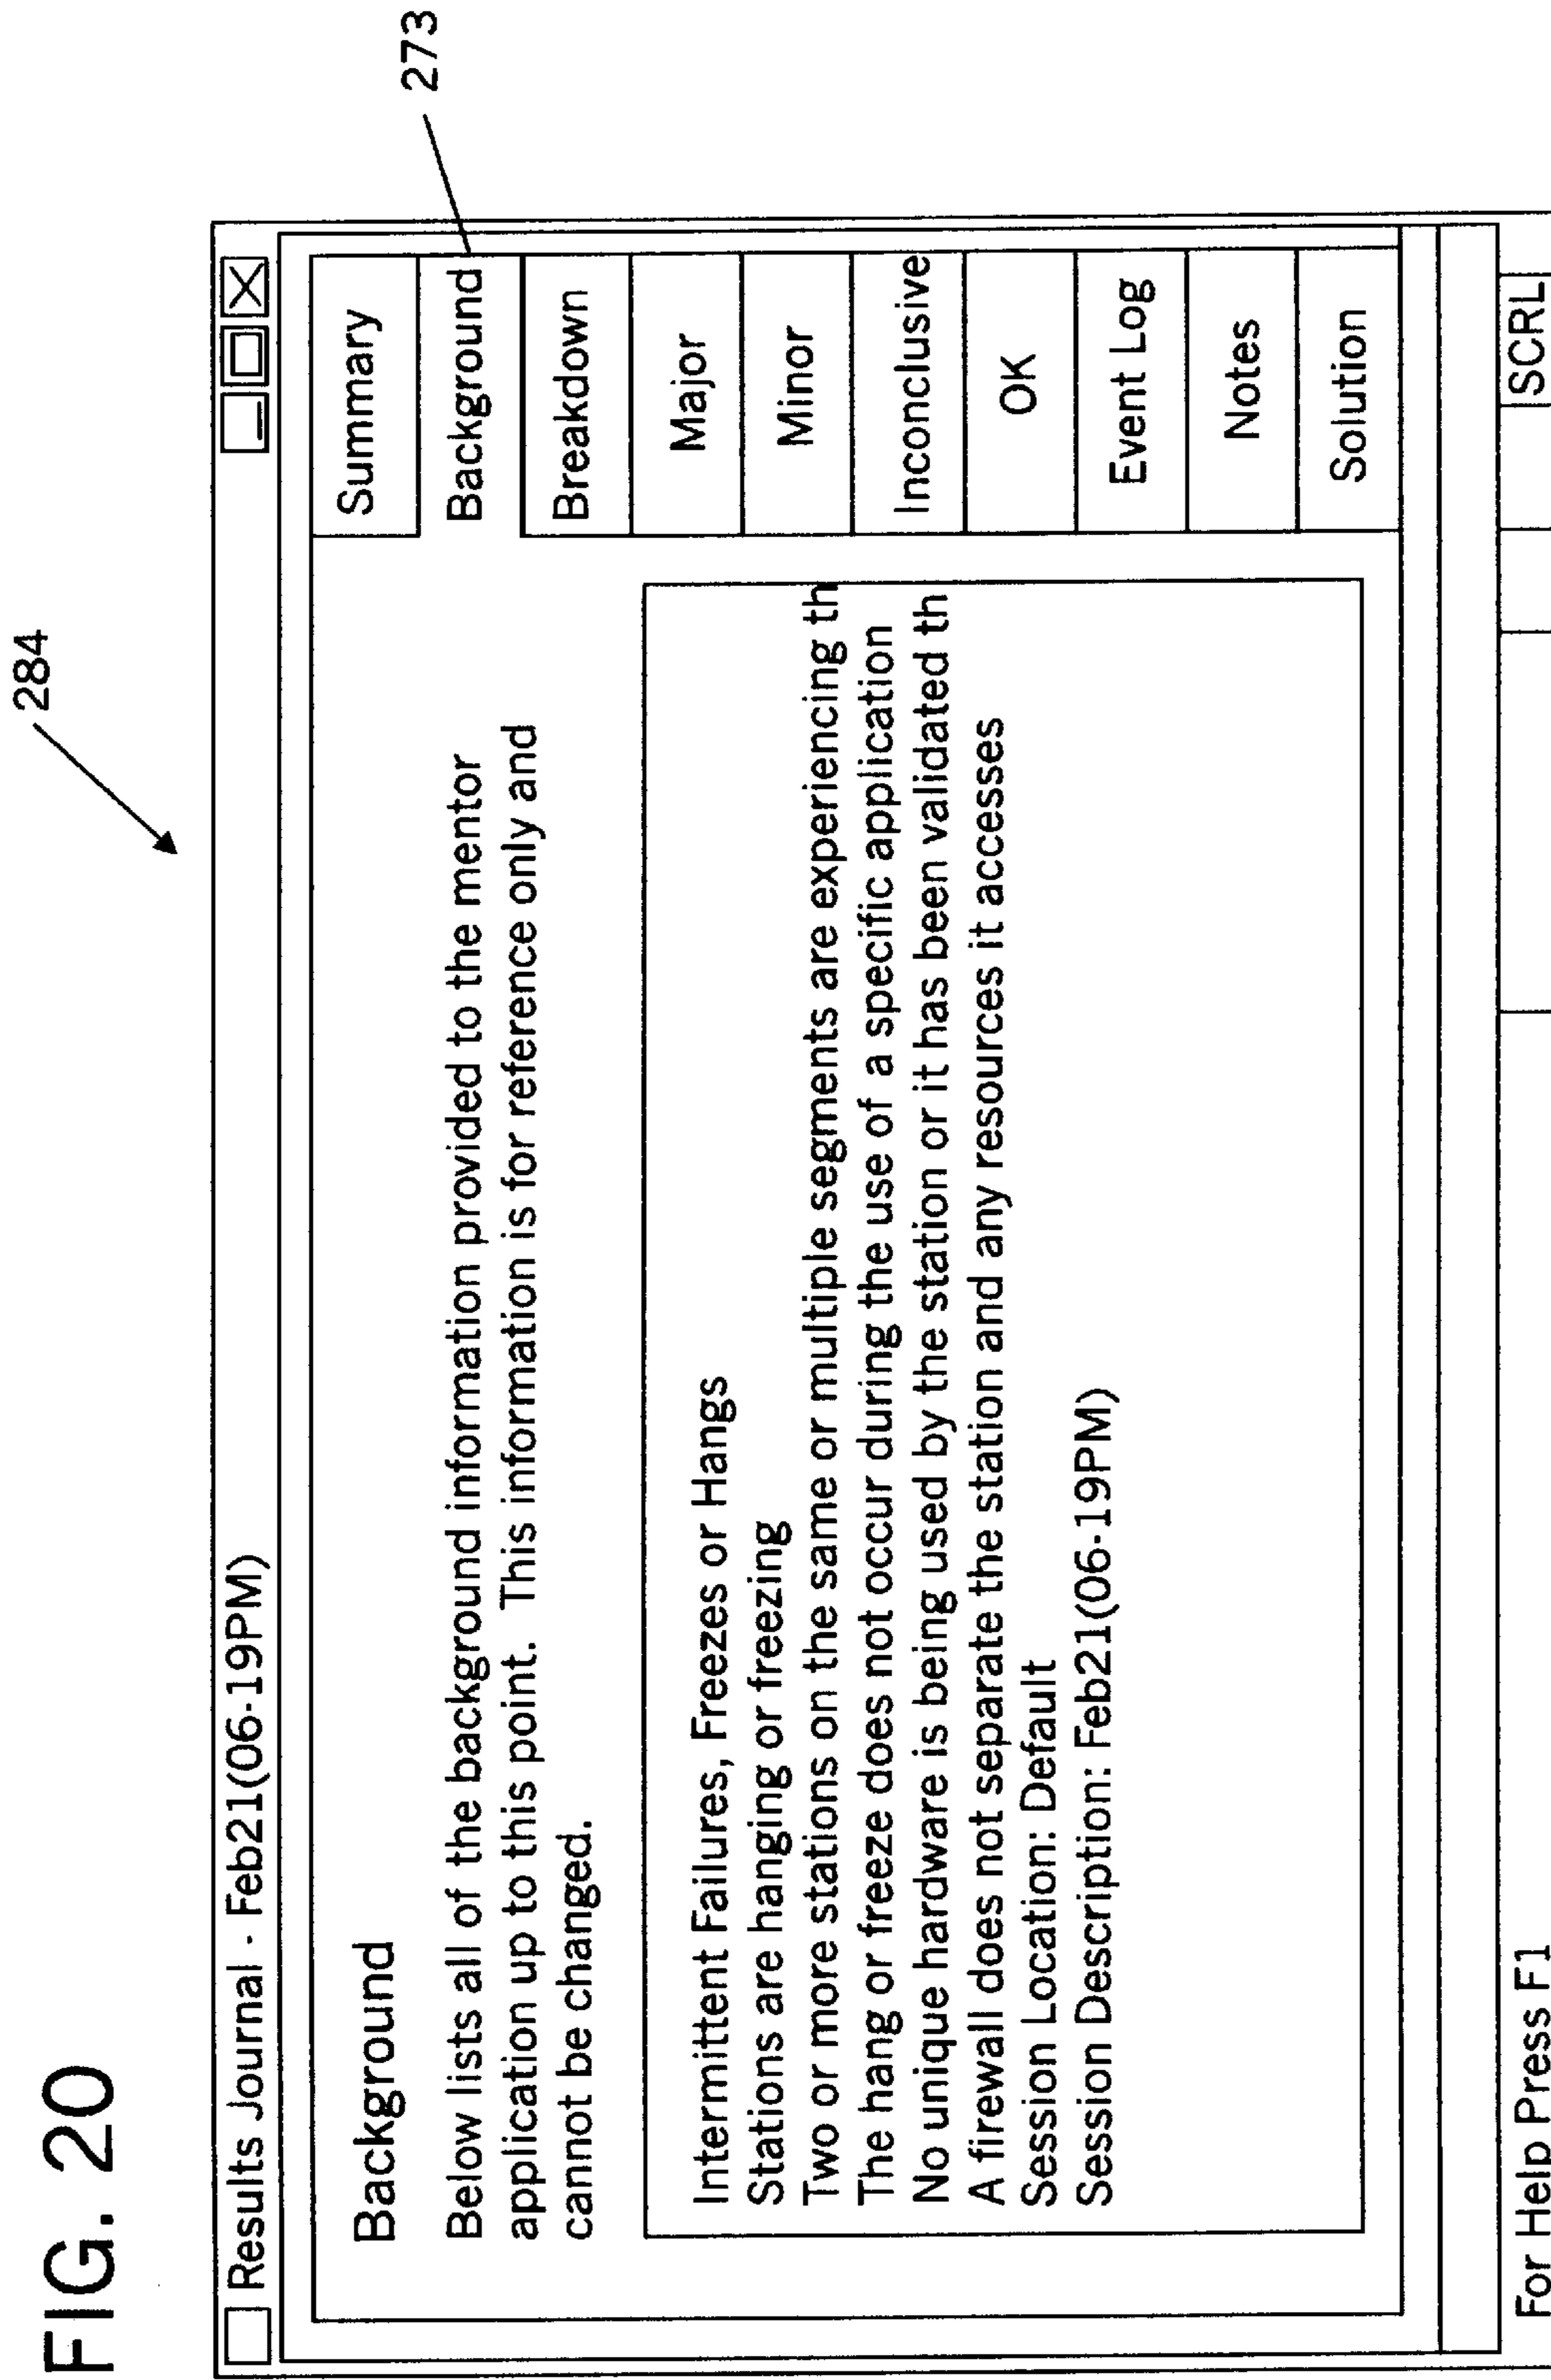 FIG. 20
284
Results Journal - Feb21(06-19PM)
273
Summary
Background
Breakdown
Major
Minor
Inconclusive
OK
Event Log
Notes
Solution
Background
Below lists all of the background information provided to the mentor
application up to this point. This information is for reference only and
cannot be changed.
Intermittent Failures, Freezes or Hangs
Stations are hanging or freezing
Two or more stations on the same or multiple segments are experiencing th
The hang or freeze does not occur during the use of a specific application
No unique hardware is being used by the station or it has been validated th
A firewall does not separate the station and any resources it accesses
Session Location: Default
Session Description: Feb21(06-19PM)
For Help Press F1
SCRL